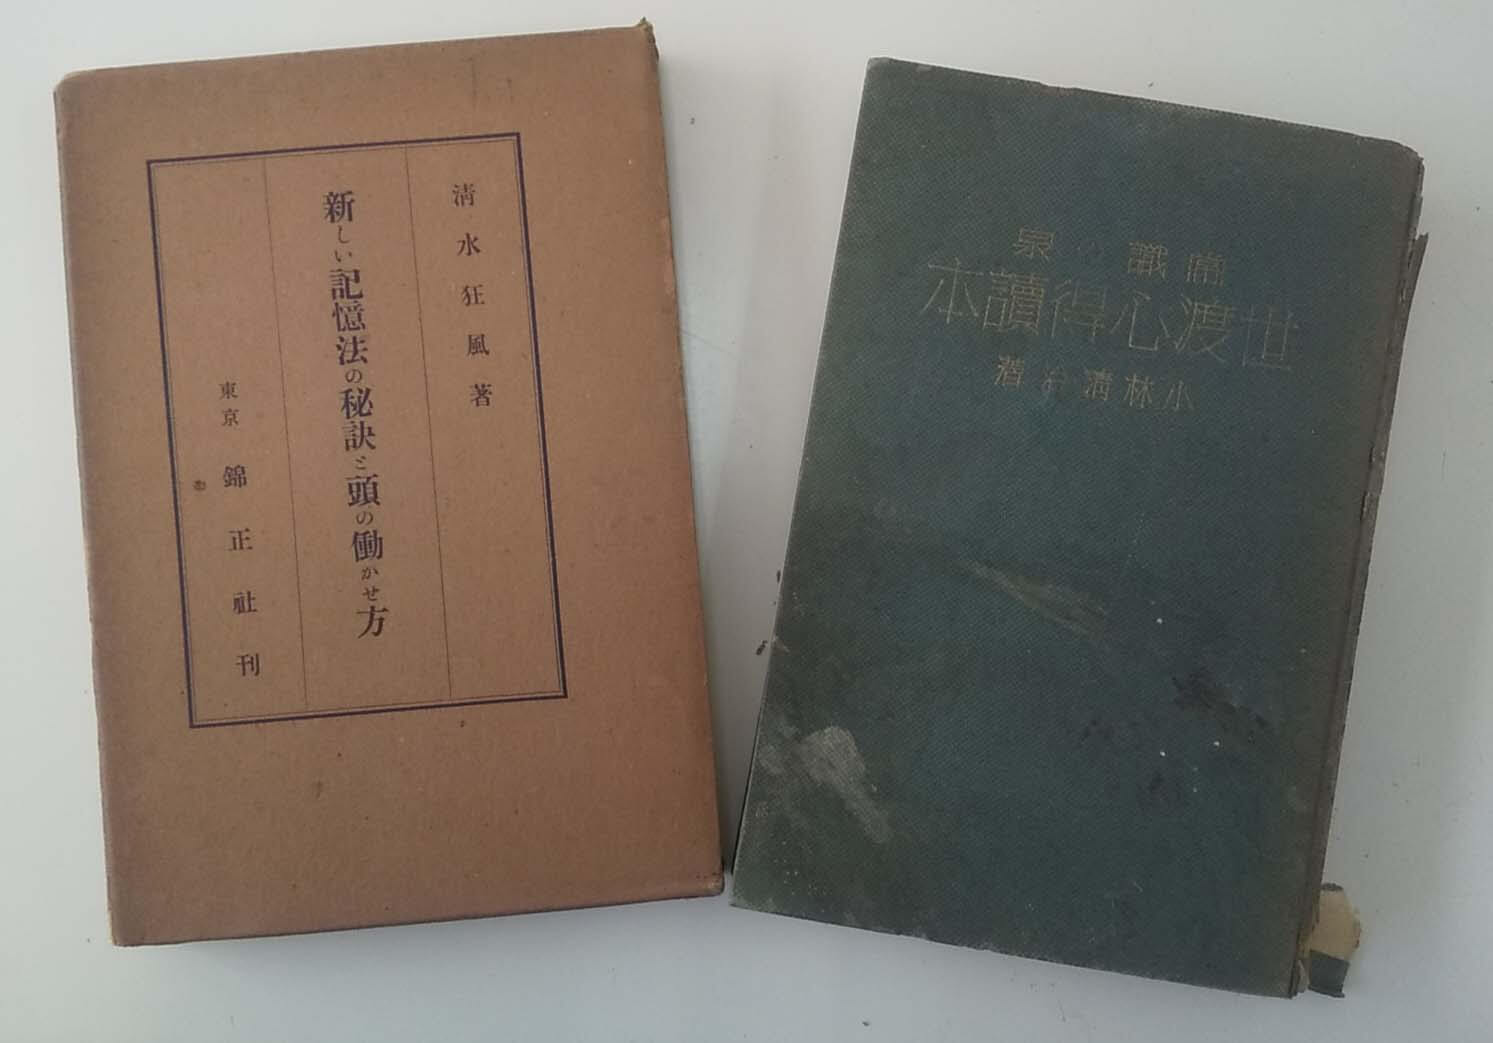 清水狂風著
新しい記憶法の秘訣と頭の働かせ方
東京 錦正社刊
常識の泉
世渡心得讀本
小林清治著